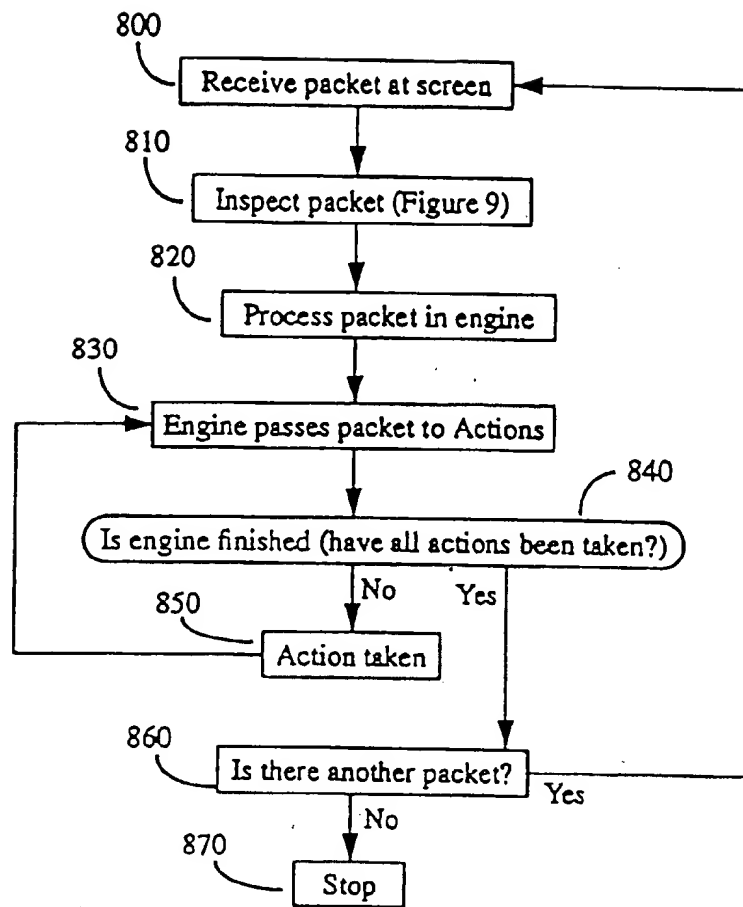 800
Receive packet at screen
810
Inspect packet (Figure 9)
820
Process packet in engine
830
Engine passes packet to Actions
840
Is engine finished (have all actions been taken?)
No
Yes
850
Action taken
860
Is there another packet?
Yes
No
870
Stop